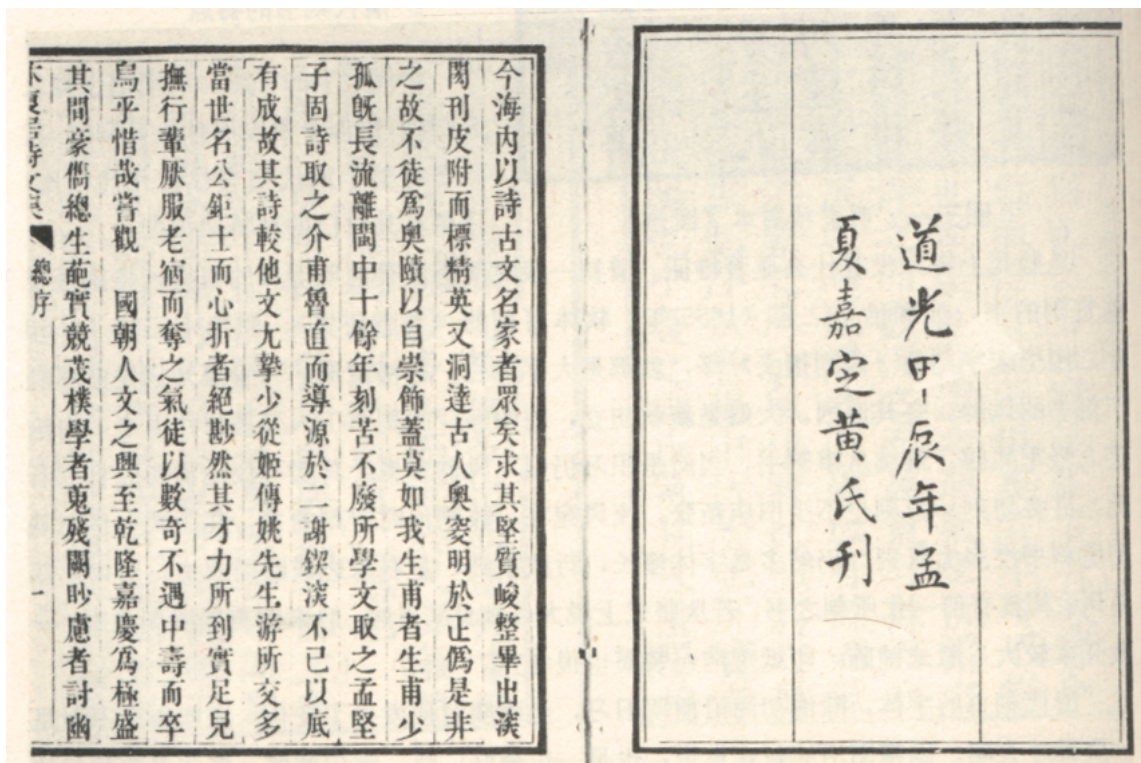 道光甲辰年孟
夏嘉定黄氏刊
今海內以詩古文名家者眾矣求其堅質峻整畢出淡
閎刊皮附而標精英又洞達古人奧窔明於正僞是非
之故不徒爲奧賾以自崇飾蓋莫如我生甫者生甫少
孤旣長流離閩中十餘年刻苦不廢所學文取之孟堅
子固詩取之介甫魯直而導源於二謝鍥淡不已以底
有成故其詩較他文尢摯少從姬傳姚先生游所交多
當世名公鉅士而心折者絕尠然其才力所到實足兒
撫行輩厭服老宿而奪之氣徒以數奇不遇中壽而卒
烏乎惜哉嘗觀 國朝人文之興至乾隆嘉慶爲極盛
其間豪儁總生葩實競茂樸學者蒐殘闢眇慮者討幽
總序 一